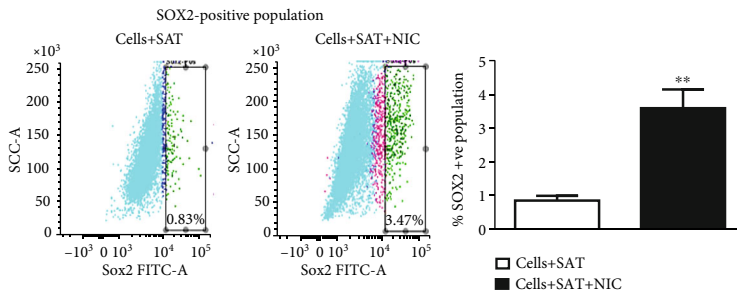 SOX2-positive population
Cells+SAT
×10³
250
200
150
100
50
0
SCC-A
0.83%
−10³ 0 10³ 10⁴ 10⁵
Sox2 FITC-A
Cells+SAT+NIC
×10³
250
200
150
100
50
0
SCC-A
3.47%
−10³ 0 10³ 10⁴ 10⁵
Sox2 FITC-A
5
4
3
2
1
0
% SOX2 +ve population
**
Cells+SAT
Cells+SAT+NIC